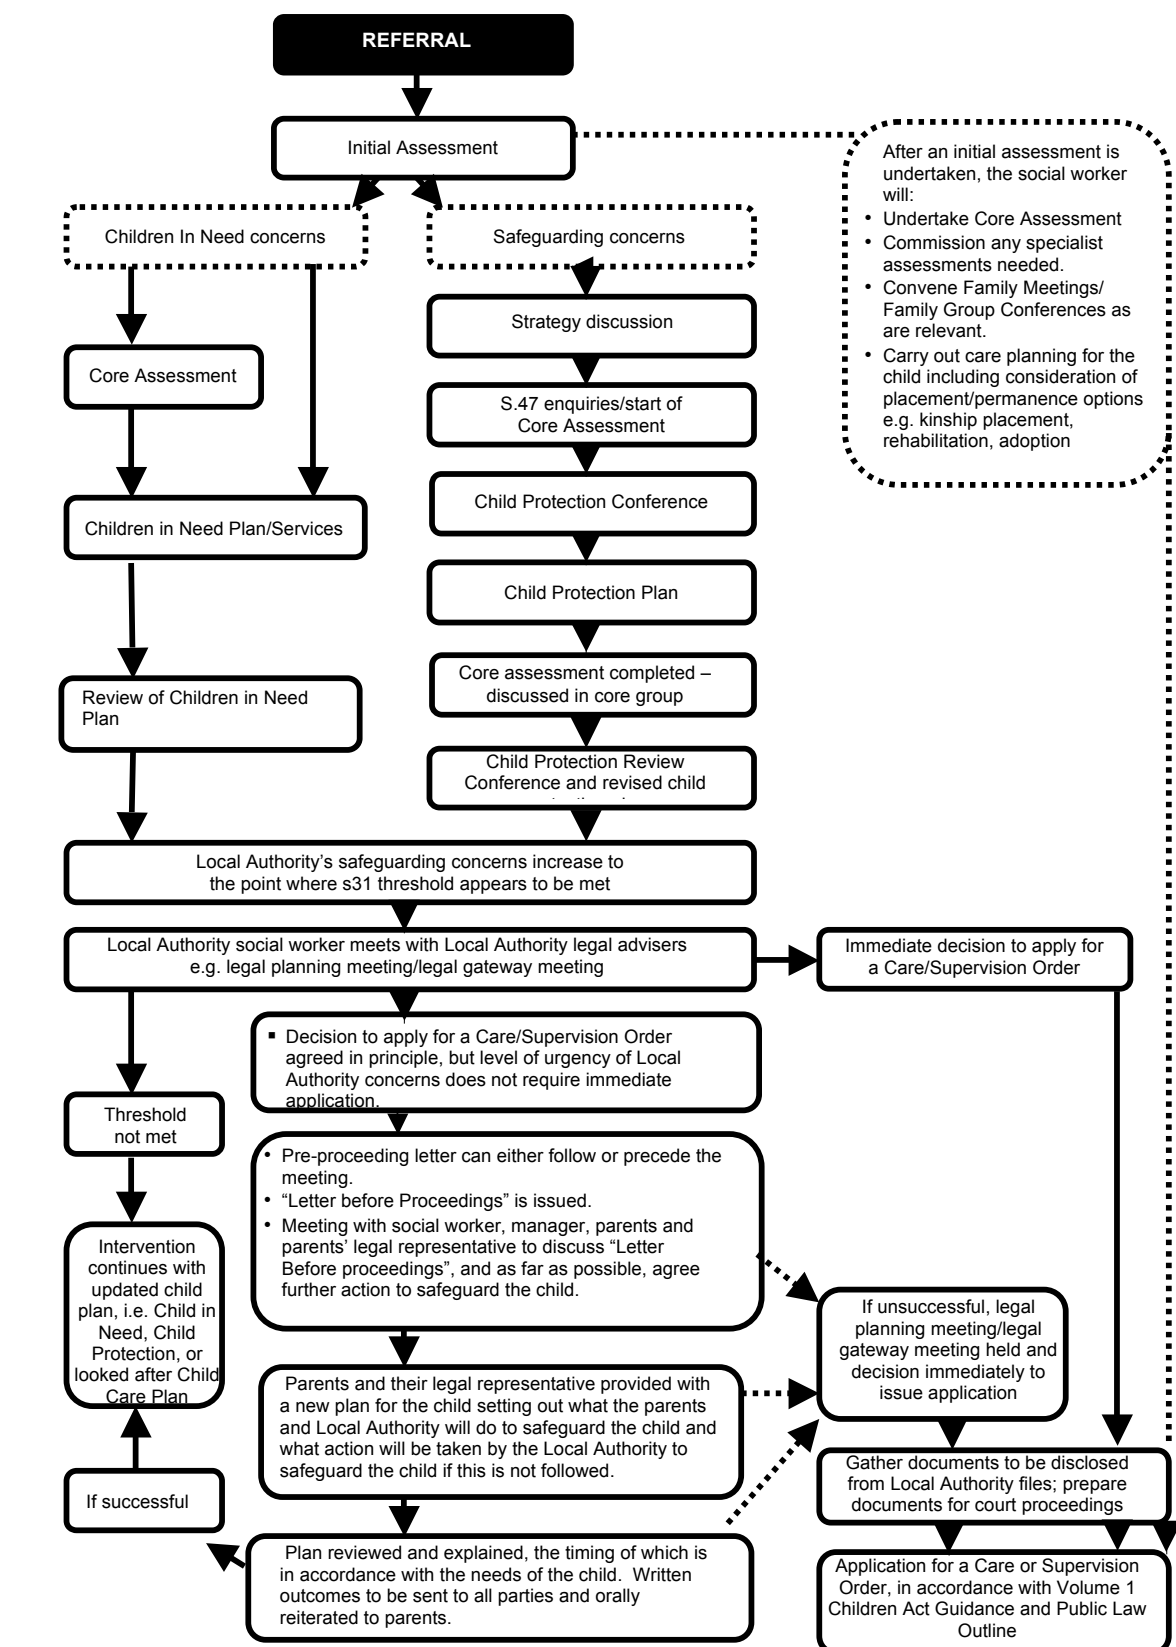 REFERRAL
Initial Assessment
After an initial assessment is
undertaken, the social worker
will:
• Undertake Core Assessment
• Commission any specialist
assessments needed.
• Convene Family Meetings/
Family Group Conferences as
are relevant.
• Carry out care planning for the
child including consideration of
placement/permanence options
e.g. kinship placement,
rehabilitation, adoption
Children In Need concerns
Safeguarding concerns
Strategy discussion
Core Assessment
S.47 enquiries/start of
Core Assessment
Child Protection Conference
Children in Need Plan/Services
Child Protection Plan
Core assessment completed –
discussed in core group
Review of Children in Need
Plan
Child Protection Review
Conference and revised child
Local Authority's safeguarding concerns increase to
the point where s31 threshold appears to be met
Local Authority social worker meets with Local Authority legal advisers
e.g. legal planning meeting/legal gateway meeting
Immediate decision to apply for
a Care/Supervision Order
▪ Decision to apply for a Care/Supervision Order
agreed in principle, but level of urgency of Local
Authority concerns does not require immediate
application.
Threshold
not met
• Pre-proceeding letter can either follow or precede the
meeting.
• “Letter before Proceedings” is issued.
• Meeting with social worker, manager, parents and
parents’ legal representative to discuss “Letter
Before proceedings”, and as far as possible, agree
further action to safeguard the child.
Intervention
continues with
updated child
plan, i.e. Child in
Need, Child
Protection, or
looked after Child
Care Plan
If unsuccessful, legal
planning meeting/legal
gateway meeting held and
decision immediately to
issue application
Parents and their legal representative provided with
a new plan for the child setting out what the parents
and Local Authority will do to safeguard the child and
what action will be taken by the Local Authority to
safeguard the child if this is not followed.
Gather documents to be disclosed
from Local Authority files; prepare
documents for court proceedings
If successful
Plan reviewed and explained, the timing of which is
in accordance with the needs of the child. Written
outcomes to be sent to all parties and orally
reiterated to parents.
Application for a Care or Supervision
Order, in accordance with Volume 1
Children Act Guidance and Public Law
Outline